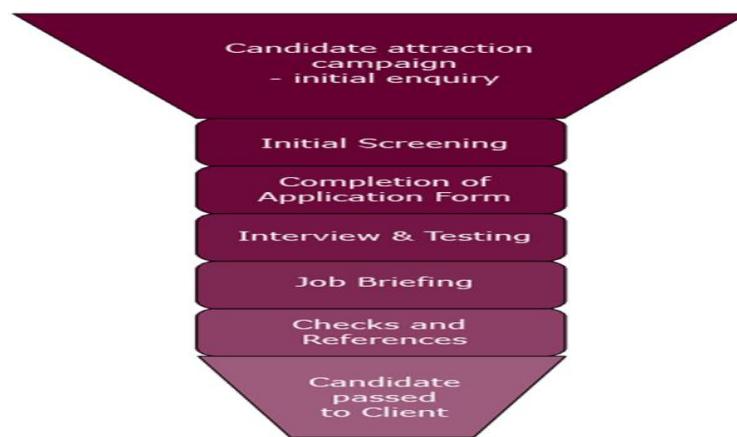 Candidate attraction
campaign
- initial enquiry
Initial Screening
Completion of
Application Form
Interview & Testing
Job Briefing
Checks and
References
Candidate
passed
to Client